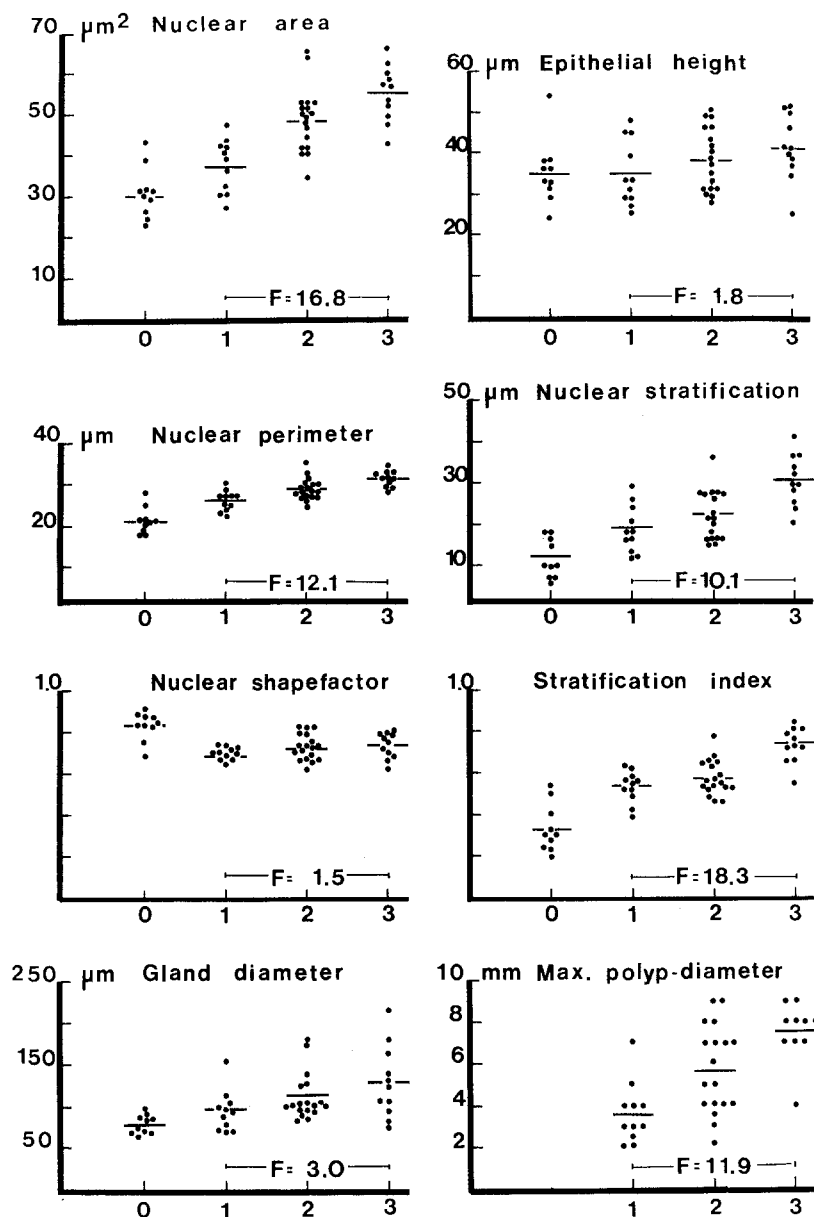 µm² Nuclear area
70
50
30
10
F=16.8
0 1 2 3
µm Epithelial height
60
40
20
F= 1.8
0 1 2 3
µm Nuclear perimeter
40
20
F=12.1
0 1 2 3
µm Nuclear stratification
50
30
10
F=10.1
0 1 2 3
Nuclear shapefactor
1.0
F= 1.5
0 1 2 3
Stratification index
1.0
F=18.3
0 1 2 3
µm Gland diameter
250
150
50
F= 3.0
0 1 2 3
mm Max. polyp-diameter
10
8
6
4
2
F=11.9
1 2 3